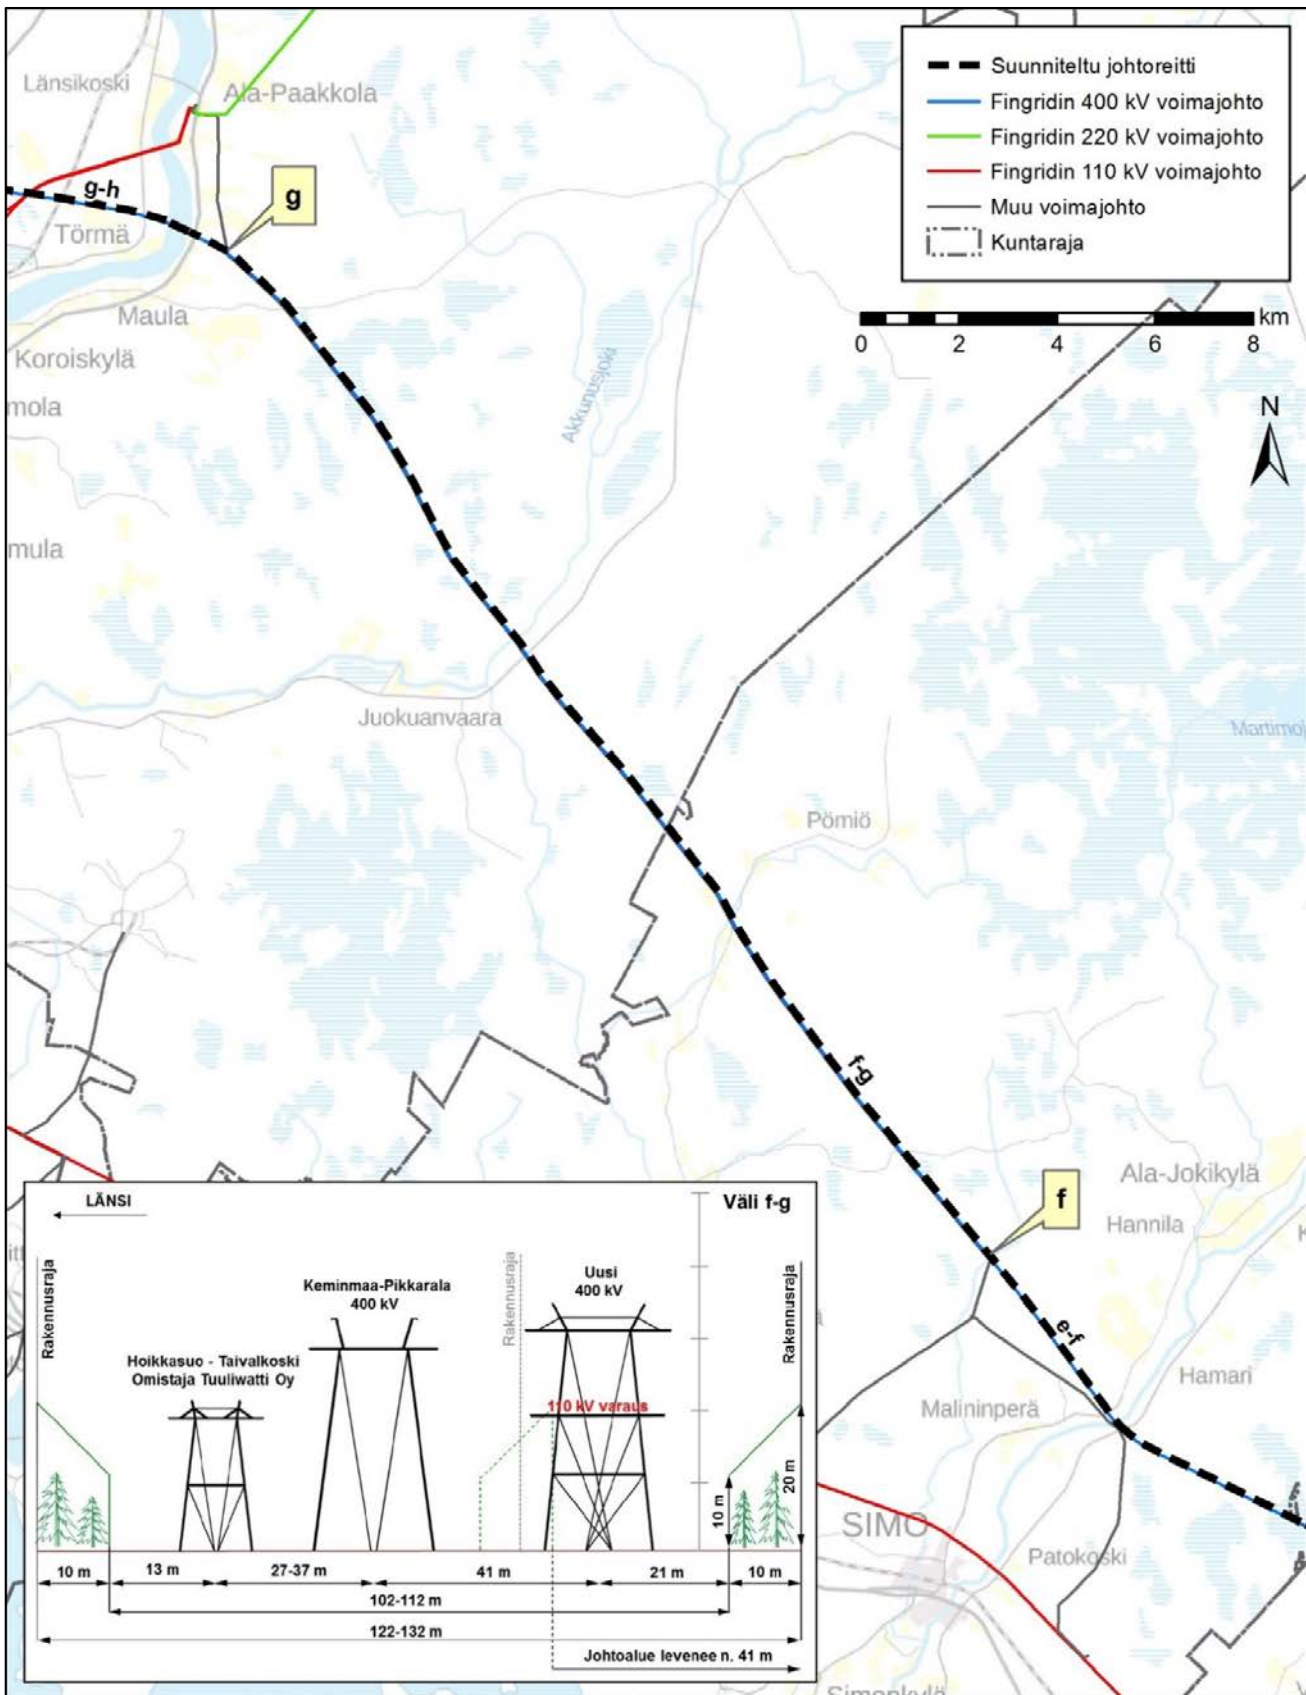 Länsikoski
Ala-Paakkola
g-h
g
Törmä
Maula
Koroiskylä
mola
mula
Akkunusjoki
Suunniteltu johtoreitti
Fingridin 400 kV voimajohto
Fingridin 220 kV voimajohto
Fingridin 110 kV voimajohto
Muu voimajohto
Kuntaraja
km
0 2 4 6 8
N
Juokuanvaara
Martimo
Pömiö
f-g
f
Ala-Jokikylä
Hannila
e-f
Hamari
Malininperä
SIMO
Patokoski
Simonkylä
LÄNSI
Väli f-g
Rakennusraja
Keminmaa-Pikkarala
400 kV
Rakennusraja
Uusi
400 kV
Rakennusraja
Hoikkasuo - Taivalkoski
Omistaja Tuuliwatti Oy
110 kV varaus
10 m
20 m
10 m 13 m 27-37 m 41 m 21 m 10 m
102-112 m
122-132 m
Johtoalue levenee n. 41 m